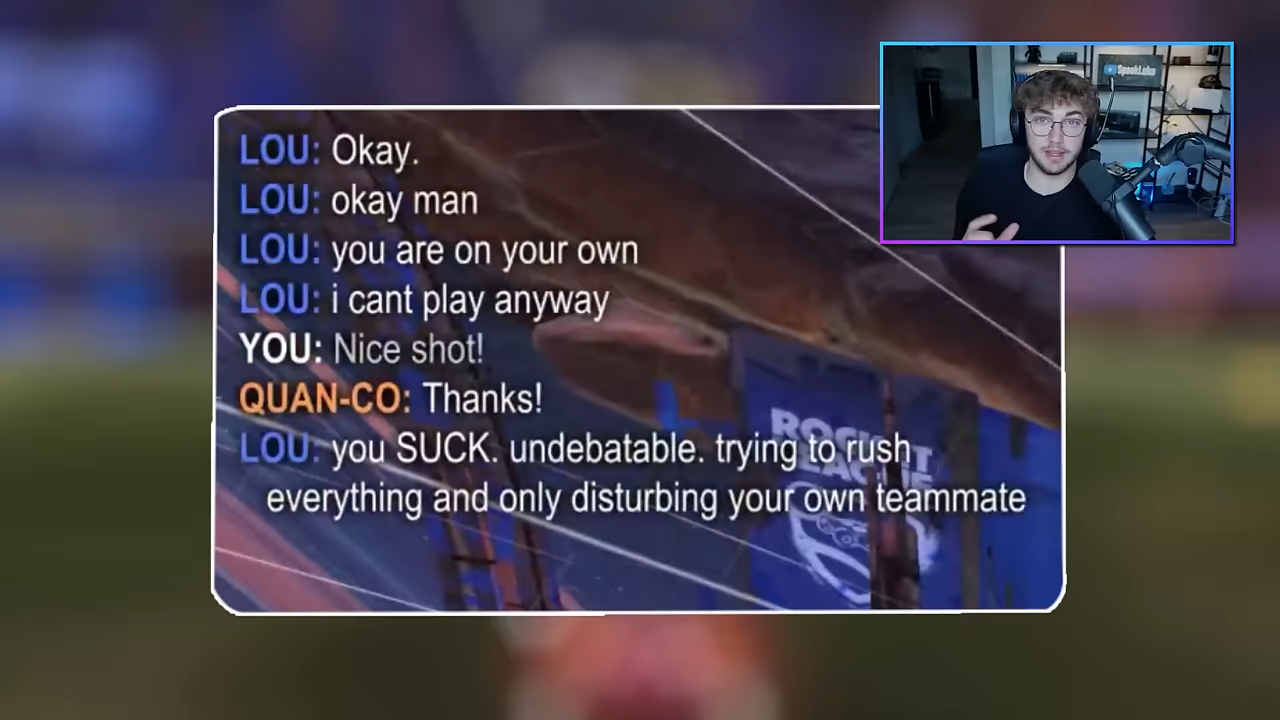 LOU: Okay.
LOU: okay man
LOU: you are on your own
LOU: i cant play anyway
YOU: Nice shot!
QUAN-CO: Thanks!
LOU: you SUCK. undebatable. trying to rush
everything and only disturbing your own teammate
ROCKET
LEAGUE
SpookLuke